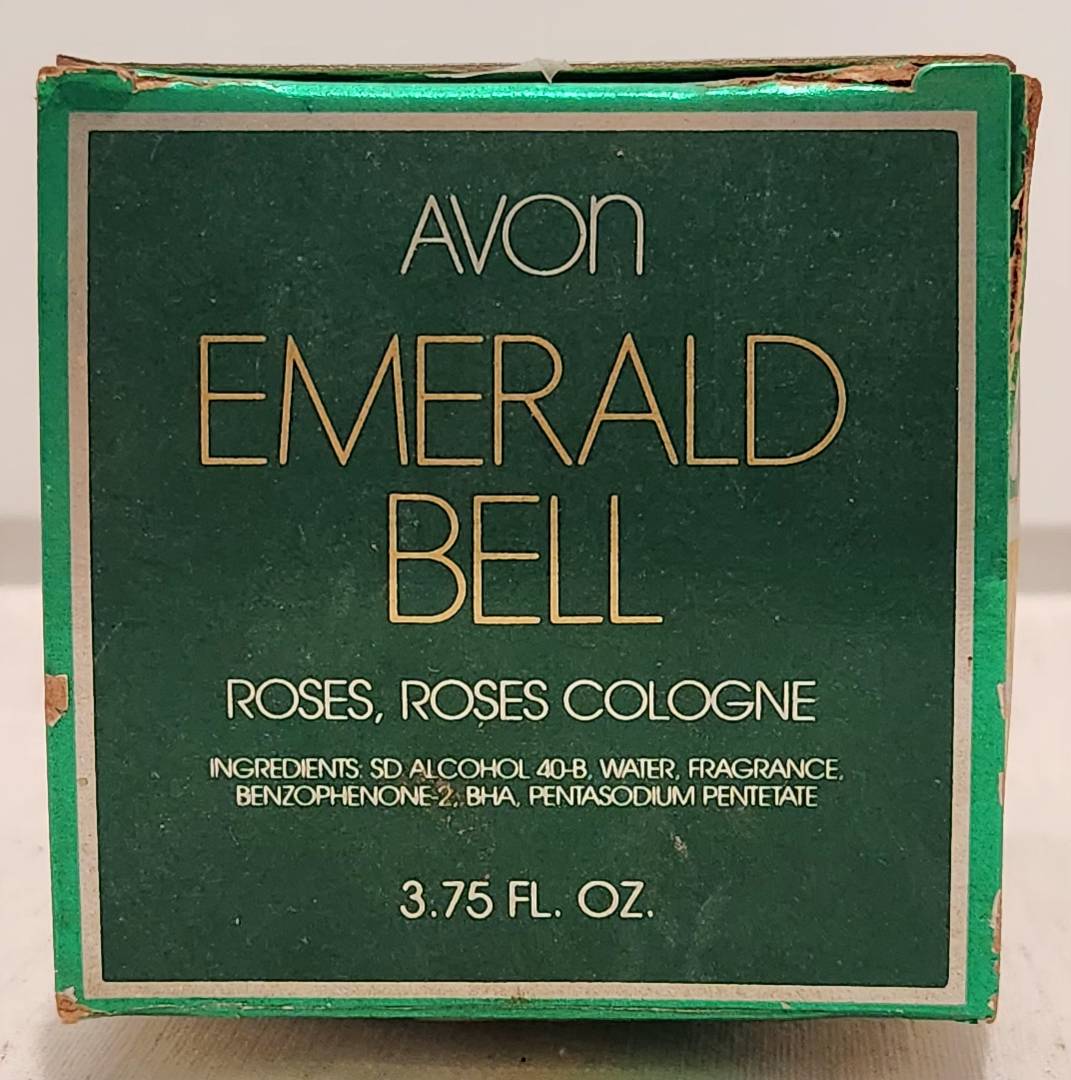 AVON
EMERALD
BELL
ROSES, ROSES COLOGNE
INGREDIENTS: SD ALCOHOL 40-B, WATER, FRAGRANCE,
BENZOPHENONE-2, BHA, PENTASODIUM PENTETATE
3.75 FL. OZ.